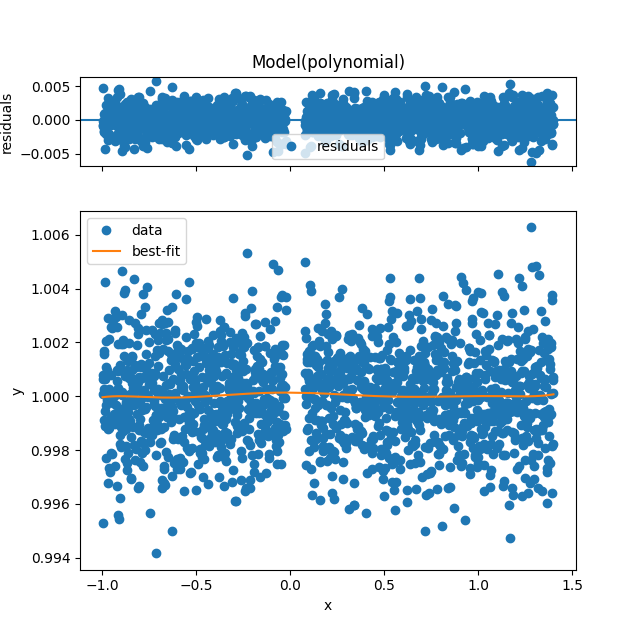 Model(polynomial)
residuals
0.005
0.000
−0.005
residuals
y
1.006
1.004
1.002
1.000
0.998
0.996
0.994
data
best-fit
−1.0 −0.5 0.0 0.5 1.0 1.5
x